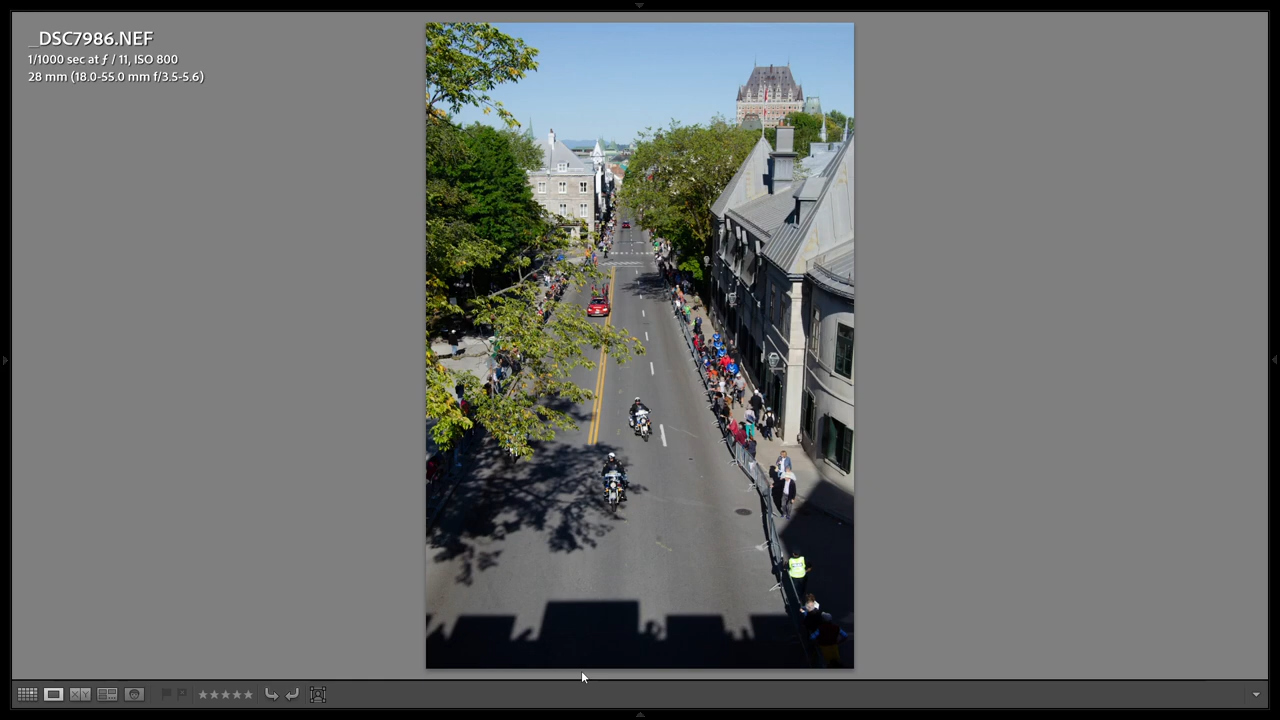 _DSC7986.NEF
1/1000 sec at ƒ / 11, ISO 800
28 mm (18.0-55.0 mm f/3.5-5.6)
X Y